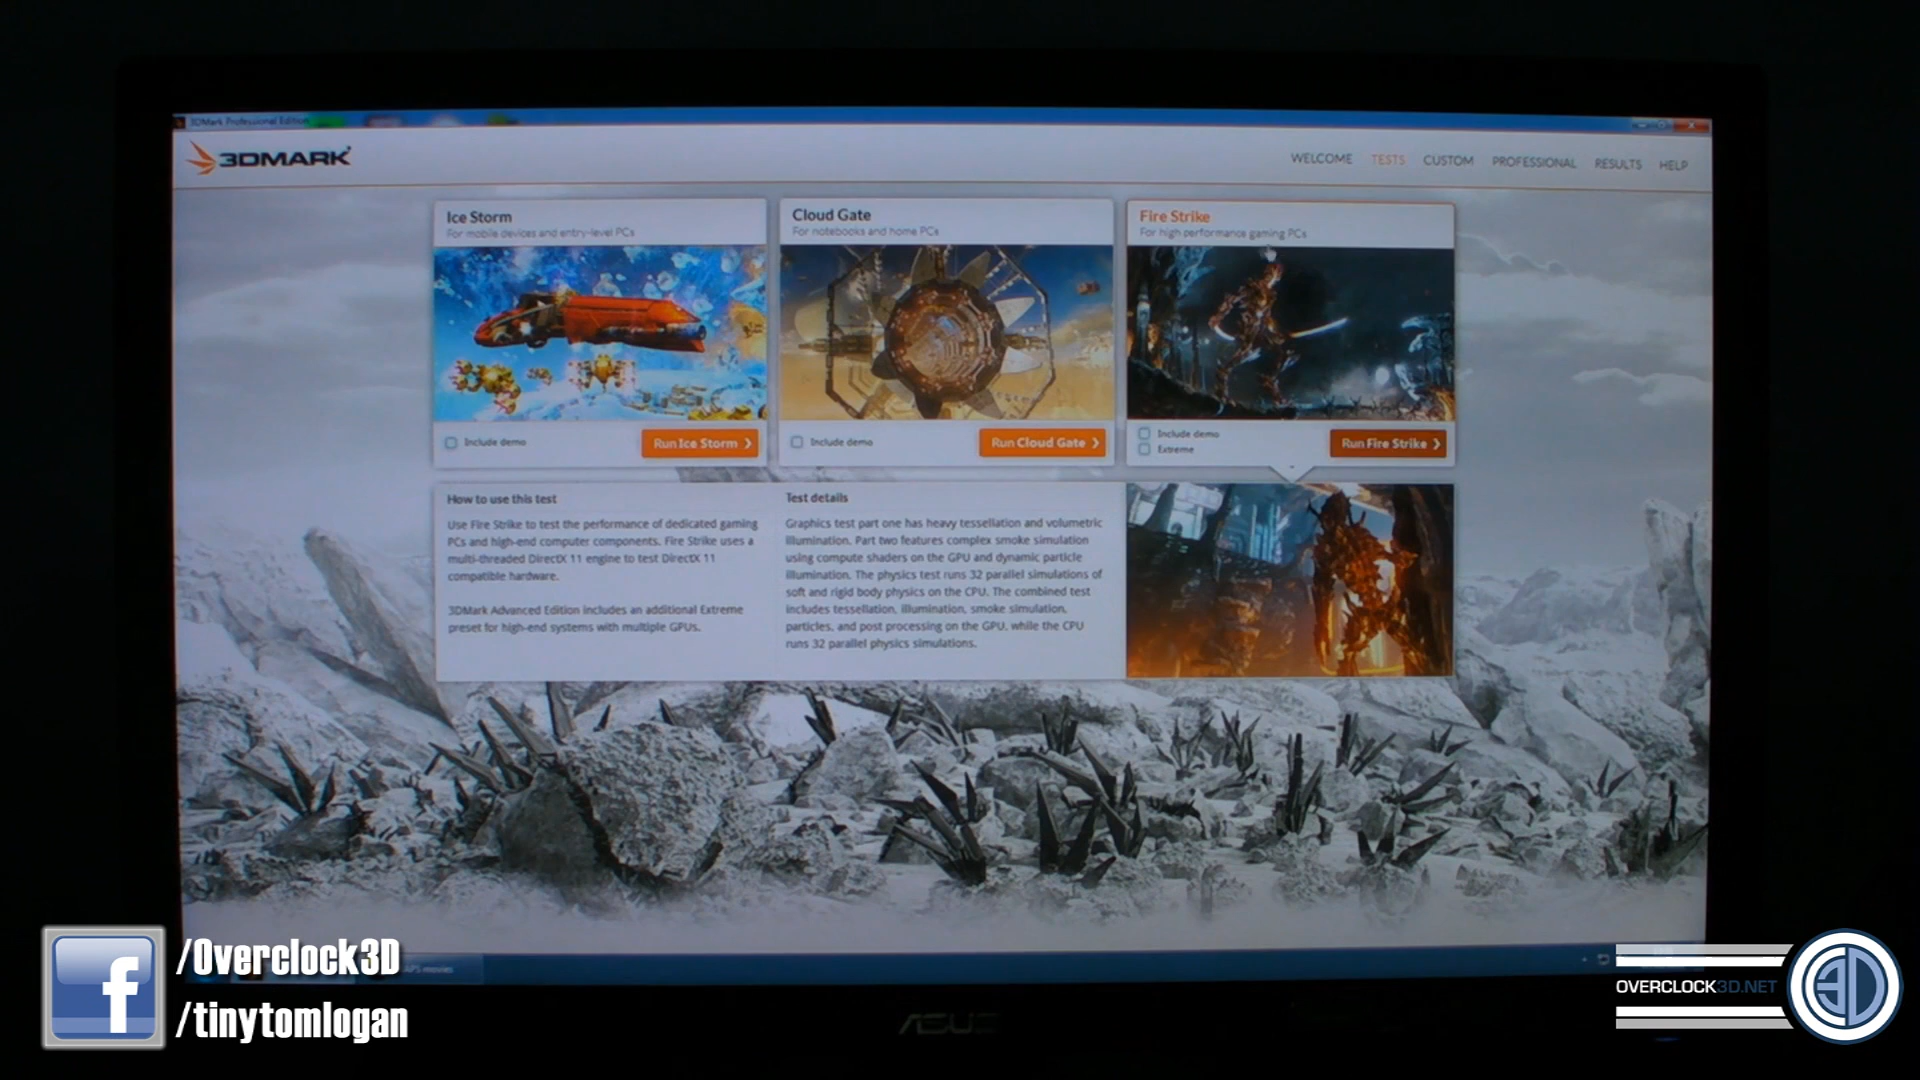 3DMark Professional Edition
3DMARK
WELCOME TESTS CUSTOM PROFESSIONAL RESULTS HELP
Ice Storm
For mobile devices and entry-level PCs
Include demo
Run Ice Storm
Cloud Gate
For notebooks and home PCs
Include demo
Run Cloud Gate
Fire Strike
For high performance gaming PCs
Include demo
Extreme
Run Fire Strike
How to use this test
Use Fire Strike to test the performance of dedicated gaming
PCs and high-end computer components. Fire Strike uses a
multi-threaded DirectX 11 engine to test DirectX 11
compatible hardware.
3DMark Advanced Edition includes an additional Extreme
preset for high-end systems with multiple GPUs.
Test details
Graphics test part one has heavy tessellation and volumetric
illumination. Part two features complex smoke simulation
using compute shaders on the GPU and dynamic particle
illumination. The physics test runs 32 parallel simulations of
soft and rigid body physics on the CPU. The combined test
includes tessellation, illumination, smoke simulation,
particles, and post processing on the GPU, while the CPU
runs 32 parallel physics simulations.
movies
ASUS
f
/Overclock3D
/tinytomlogan
OVERCLOCK3D.NET
3D